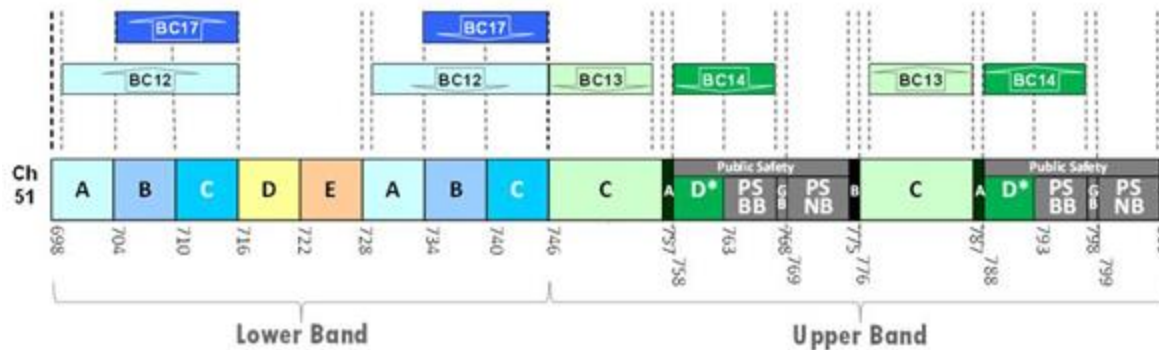 BC17 BC17
BC12 BC12 BC13 BC14 BC13 BC14
Public Safety Public Safety
Ch 51
A B C D E A B C C A D* PS BB GB PS NB B C A D* PS BB GB PS NB
698 704 710 716 722 728 734 740 746 757 763 768 775 787 793 798
758 769 776 788 799
Lower Band Upper Band